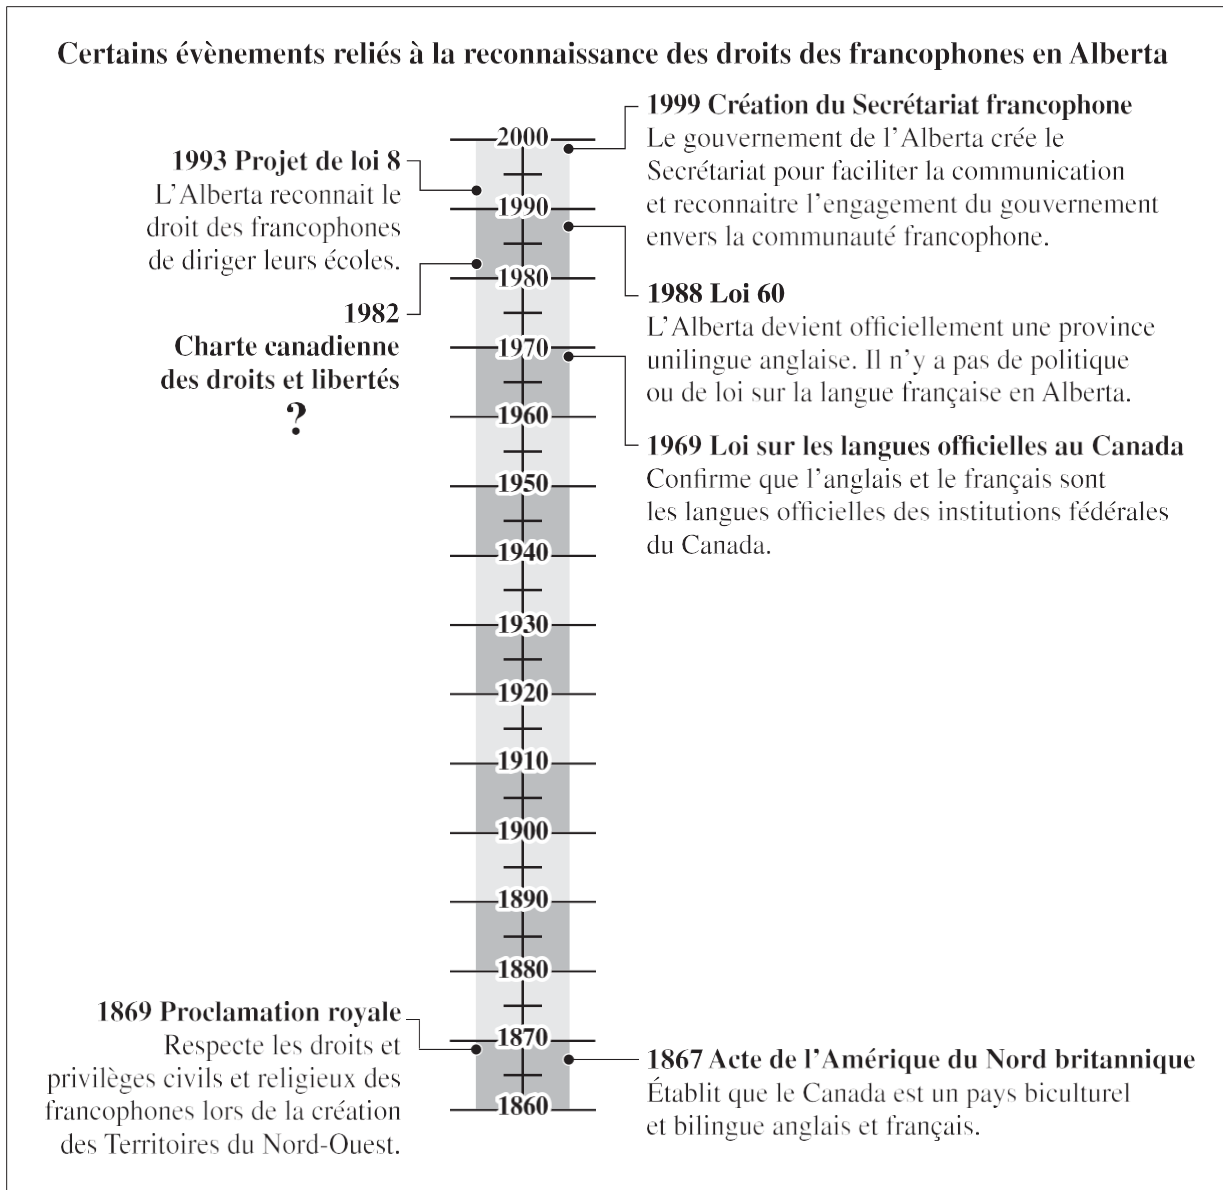 Certains évènements reliés à la reconnaissance des droits des francophones en Alberta
1999 Création du Secrétariat francophone
Le gouvernement de l'Alberta crée le
Secrétariat pour faciliter la communication
et reconnaitre l'engagement du gouvernement
envers la communauté francophone.
1993 Projet de loi 8
L'Alberta reconnait le
droit des francophones
de diriger leurs écoles.
1988 Loi 60
L'Alberta devient officiellement une province
unilingue anglaise. Il n'y a pas de politique
ou de loi sur la langue française en Alberta.
1982
Charte canadienne
des droits et libertés
?
1969 Loi sur les langues officielles au Canada
Confirme que l'anglais et le français sont
les langues officielles des institutions fédérales
du Canada.
2000
1990
1980
1970
1960
1950
1940
1930
1920
1910
1900
1890
1880
1870
1860
1869 Proclamation royale
Respecte les droits et
privilèges civils et religieux des
francophones lors de la création
des Territoires du Nord-Ouest.
1867 Acte de l'Amérique du Nord britannique
Établit que le Canada est un pays biculturel
et bilingue anglais et français.